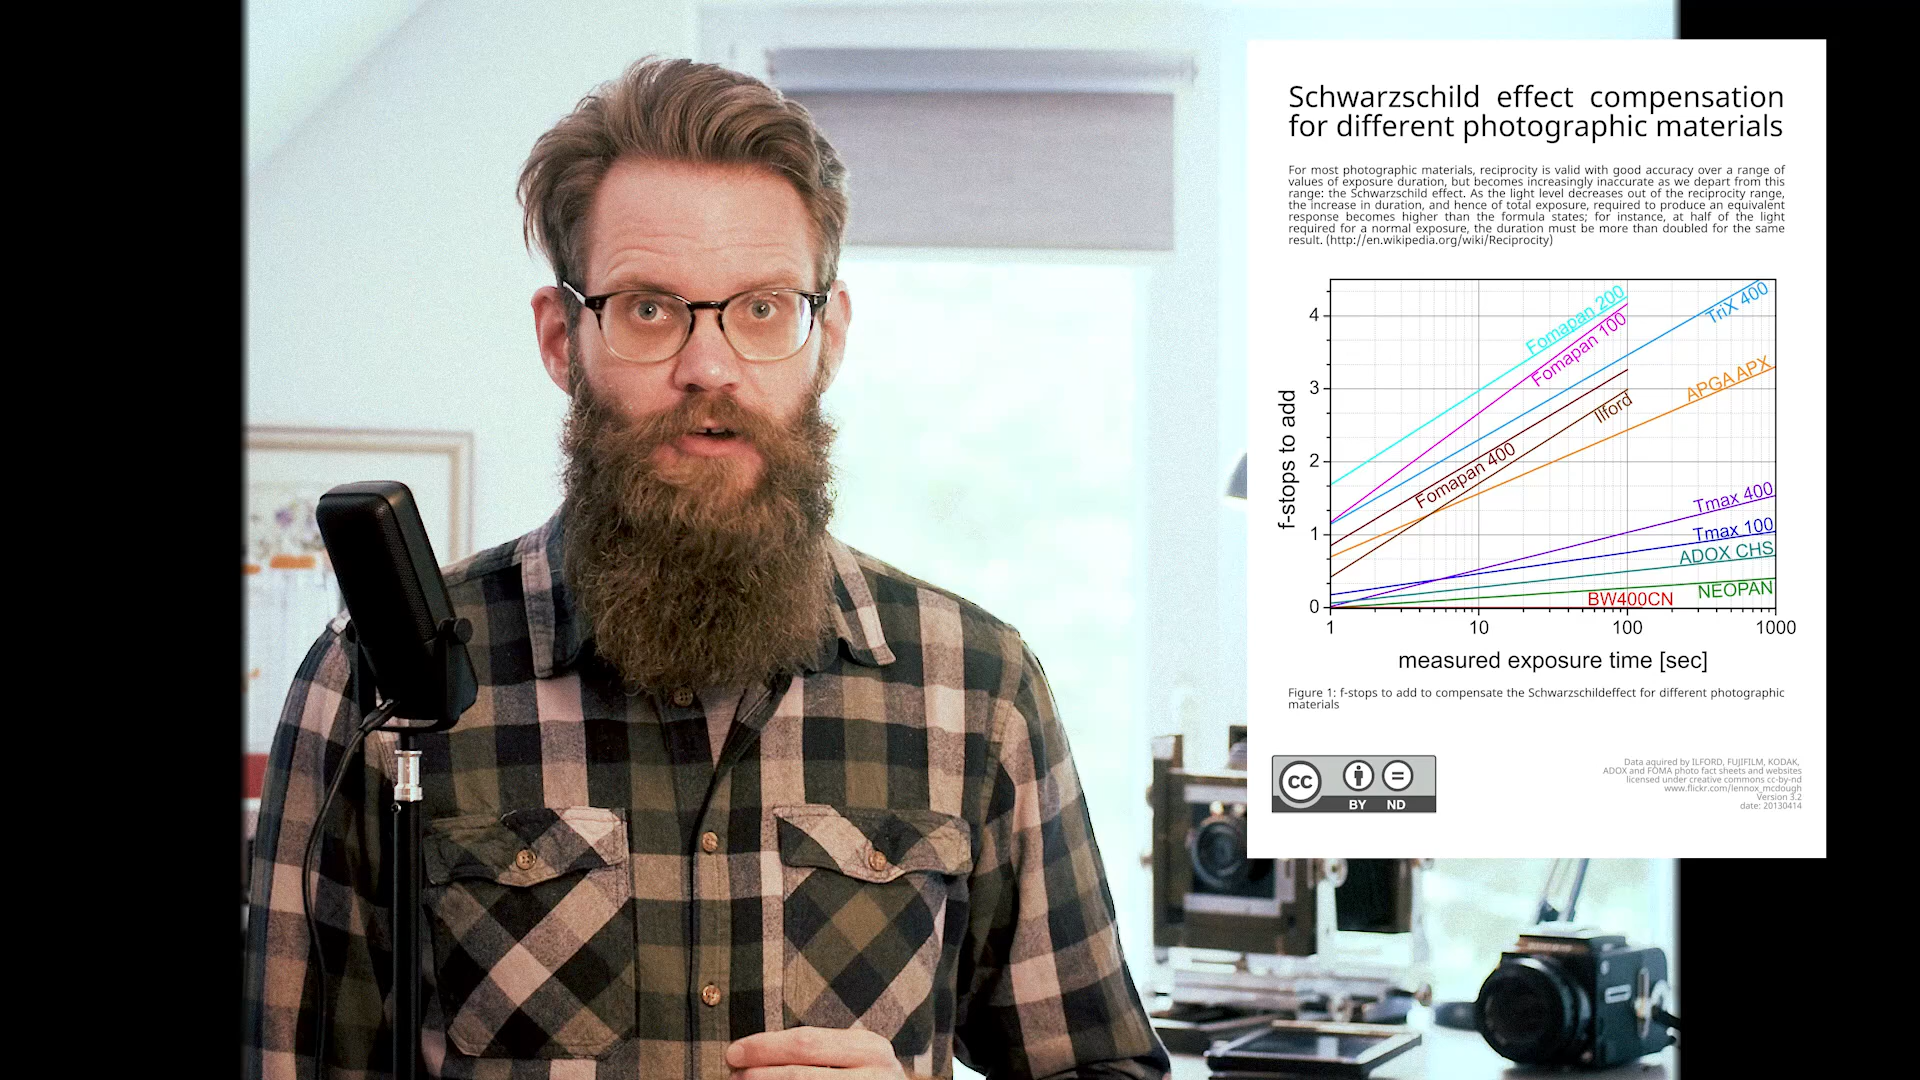 Schwarzschild effect compensation
for different photographic materials
For most photographic materials, reciprocity is valid with good accuracy over a range of
values of exposure duration, but becomes increasingly inaccurate as we depart from this
range: the Schwarzschild effect. As the light level decreases out of the reciprocity range,
the increase in duration, and hence of total exposure, required to produce an equivalent
response becomes higher than the formula states; for instance, at half of the light
required for a normal exposure, the duration must be more than doubled for the same
result. (http://en.wikipedia.org/wiki/Reciprocity)
f-stops to add
4
3
2
1
0
Fomapan 200
Fomapan 100
TriX 400
APGA APX
Ilford
Fomapan 400
Tmax 400
Tmax 100
ADOX CHS
NEOPAN
BW400CN
1 10 100 1000
measured exposure time [sec]
Figure 1: f-stops to add to compensate the Schwarzschildeffect for different photographic
materials
cc
BY ND
Data aquired by ILFORD, FUJIFILM, KODAK,
ADOX and FOMA photo fact sheets and websites
licensed under creative commons cc-by-nd
www.flickr.com/lennox_mcdough
Version 3.2
date: 20130414